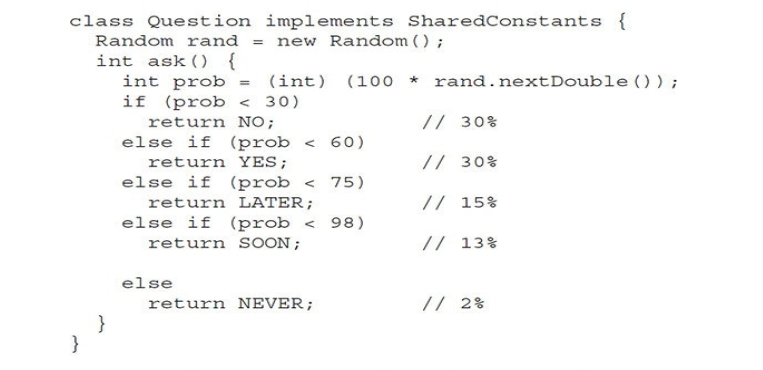 class Question implements SharedConstants {
Random rand = new Random();
int ask() {
int prob = (int) (100 * rand.nextDouble());
if (prob < 30)
return NO; // 30%
else if (prob < 60)
return YES; // 30%
else if (prob < 75)
return LATER; // 15%
else if (prob < 98)
return SOON; // 13%
else
return NEVER; // 2%
}
}